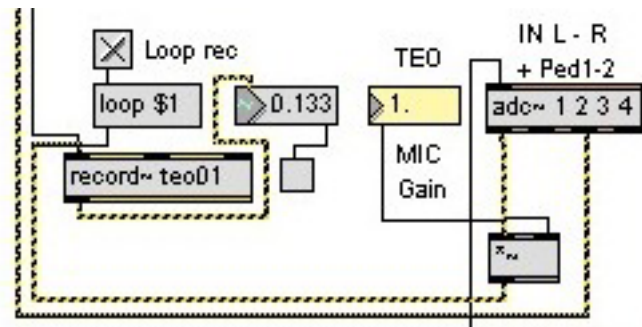 Loop rec
loop $1
record~ teo01
0.133
TEO
1.
MIC
Gain
IN L - R
+ Ped1-2
adc~ 1 2 3 4
*~